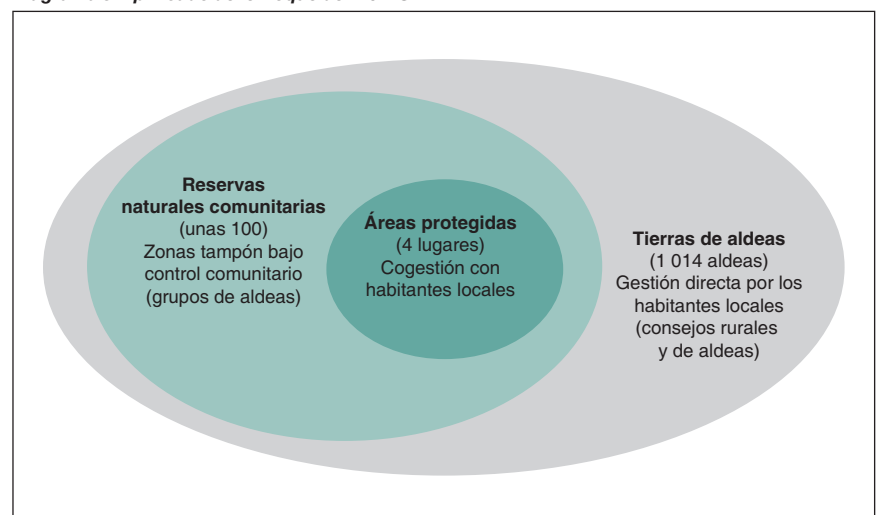 Reservas
naturales comunitarias
(unas 100)
Zonas tampón bajo
control comunitario
(grupos de aldeas)
Áreas protegidas
(4 lugares)
Cogestión con
habitantes locales
Tierras de aldeas
(1 014 aldeas)
Gestión directa por los
habitantes locales
(consejos rurales
y de aldeas)